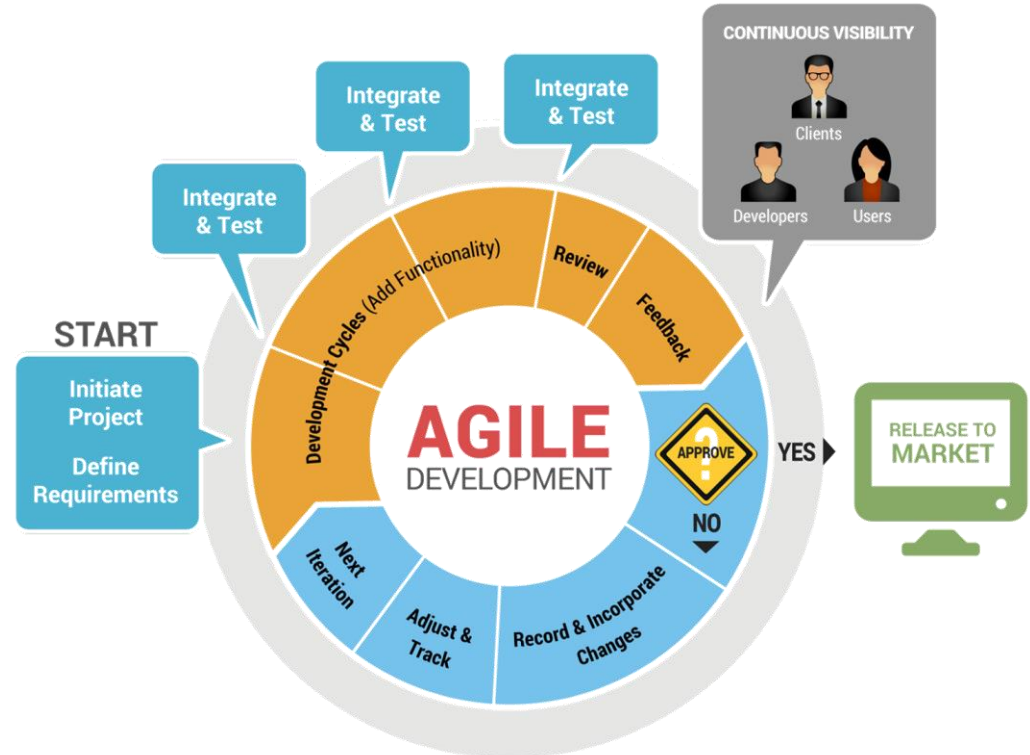 START
Initiate
Project
Define
Requirements
Integrate
& Test
Integrate
& Test
Integrate
& Test
CONTINUOUS VISIBILITY
Clients
Developers
Users
Development Cycles (Add Functionality)
Review
Feedback
?
APPROVE
YES
NO
RELEASE TO
MARKET
Record & Incorporate
Changes
Adjust &
Track
Next
Iteration
AGILE
DEVELOPMENT